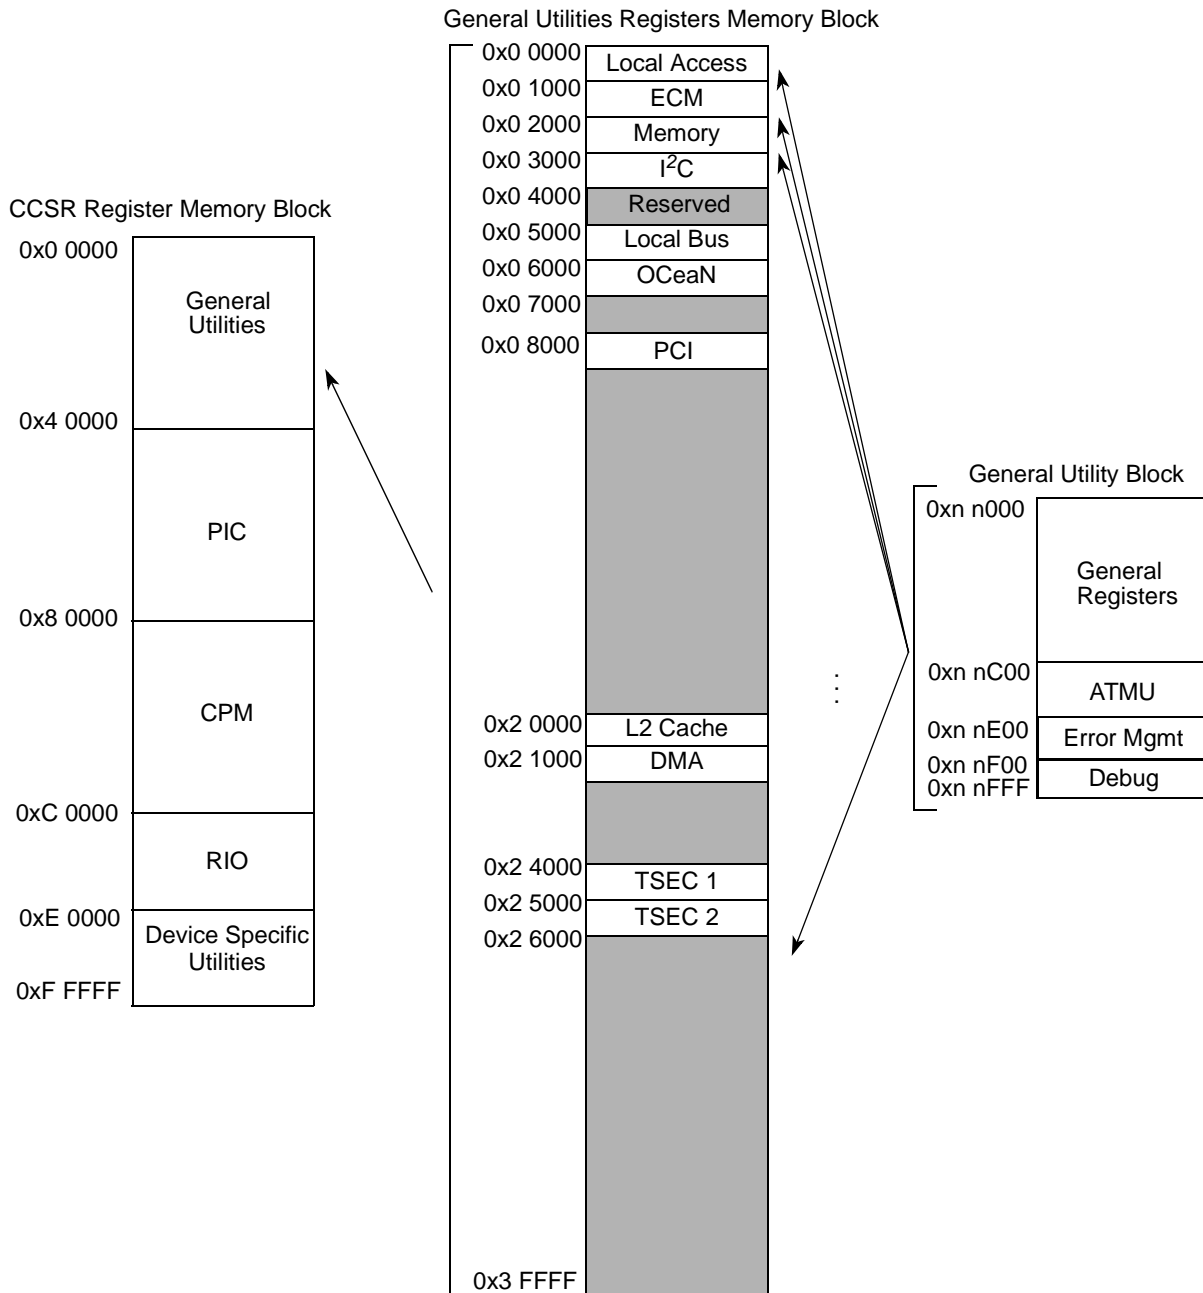 General Utilities Registers Memory Block
0x0 0000
Local Access
0x0 1000
ECM
0x0 2000
Memory
0x0 3000
I²C
0x0 4000
Reserved
0x0 5000
Local Bus
0x0 6000
OCeaN
0x0 7000
0x0 8000
PCI
0x2 0000
L2 Cache
0x2 1000
DMA
0x2 4000
TSEC 1
0x2 5000
TSEC 2
0x2 6000
0x3 FFFF
CCSR Register Memory Block
0x0 0000
General
Utilities
0x4 0000
PIC
0x8 0000
CPM
0xC 0000
RIO
0xE 0000
Device Specific
Utilities
0xF FFFF
General Utility Block
0xn n000
General
Registers
0xn nC00
ATMU
0xn nE00
Error Mgmt
0xn nF00
Debug
0xn nFFF